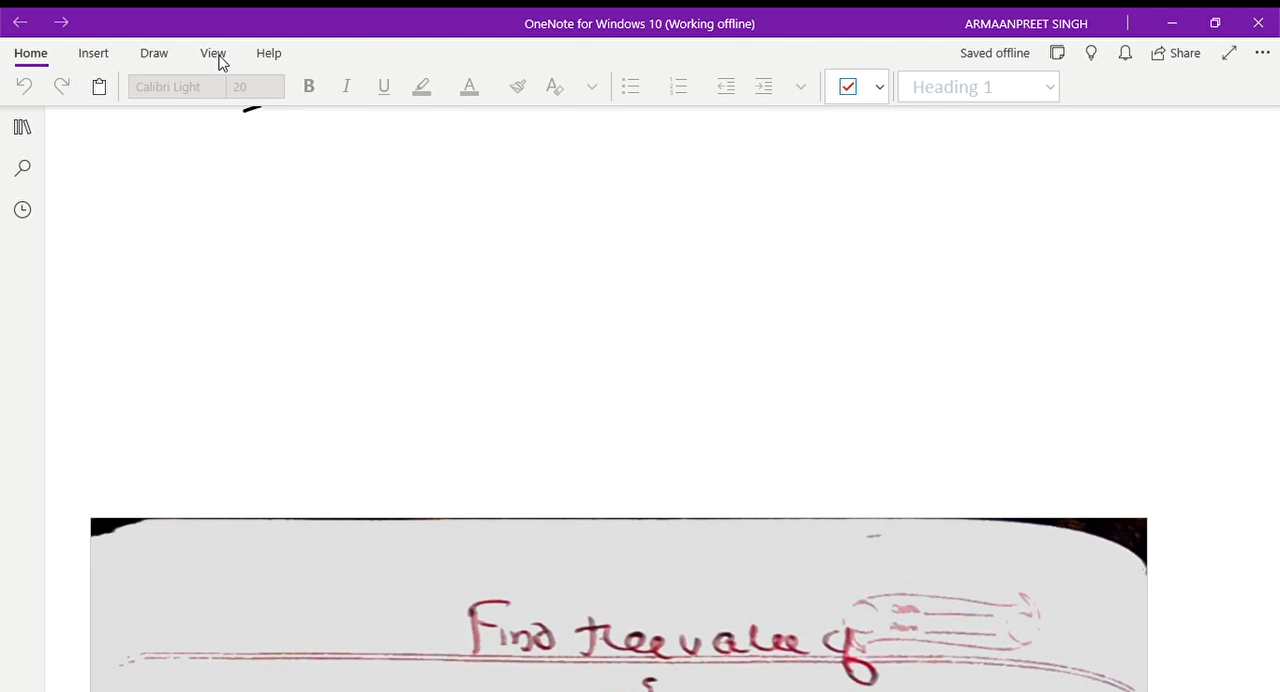 OneNote for Windows 10 (Working offline)
ARMAANPREET SINGH
Home Insert Draw View Help
Saved offline
Share
Calibri Light 20
B I U A
Heading 1
Find the value of